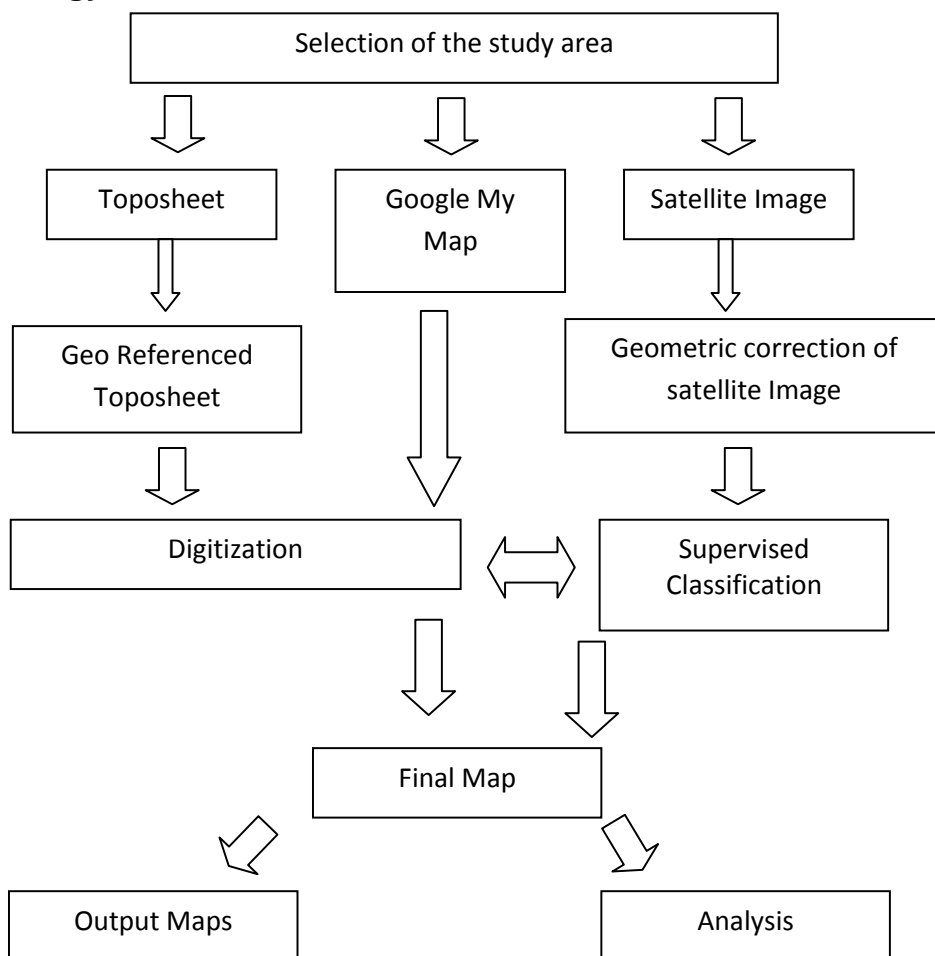 Selection of the study area
Toposheet
Google My
Map
Satellite Image
Geo Referenced
Toposheet
Geometric correction of
satellite Image
Digitization
Supervised
Classification
Final Map
Output Maps
Analysis